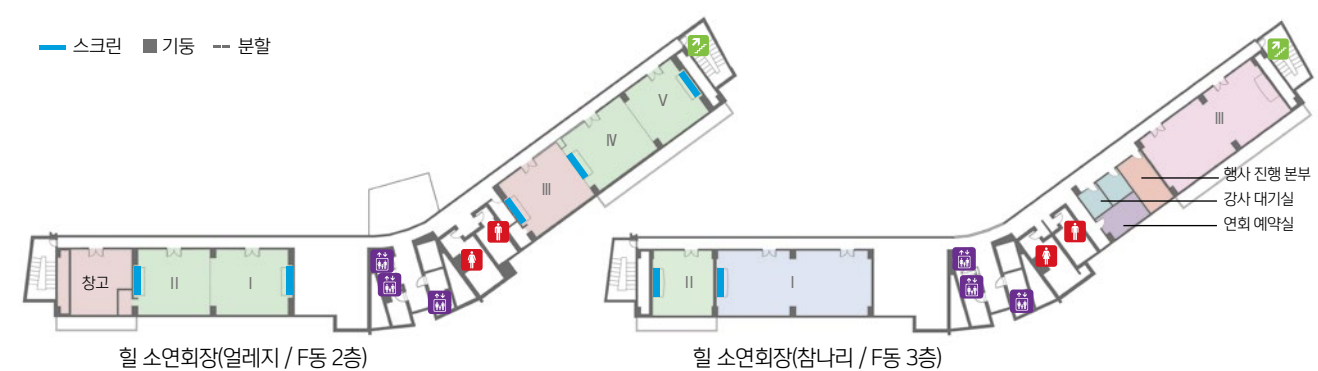 스크린 기둥 분할
V
IV
III
창고
II
I
힐 소연회장(얼레지 / F동 2층)
III
행사 진행 본부
강사 대기실
연회 예약실
II
I
힐 소연회장(참나리 / F동 3층)